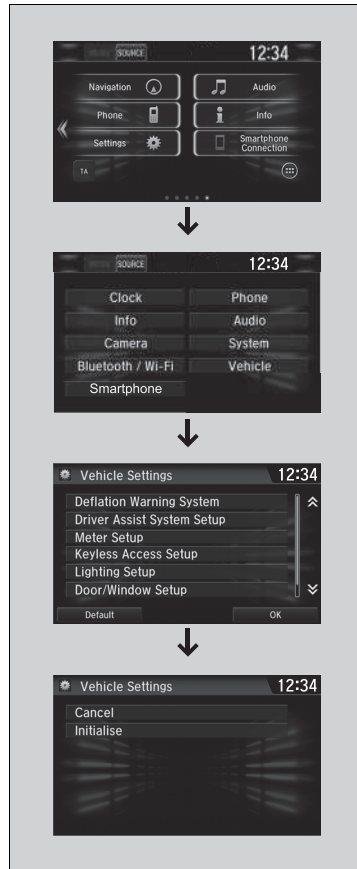 SOURCE 12:34
Navigation Audio
Phone Info
Settings Smartphone
Connection
TA
SOURCE 12:34
Clock Phone
Info Audio
Camera System
Bluetooth / Wi-Fi Vehicle
Smartphone
Vehicle Settings 12:34
Deflation Warning System
Driver Assist System Setup
Meter Setup
Keyless Access Setup
Lighting Setup
Door/Window Setup
Default OK
Vehicle Settings 12:34
Cancel
Initialise